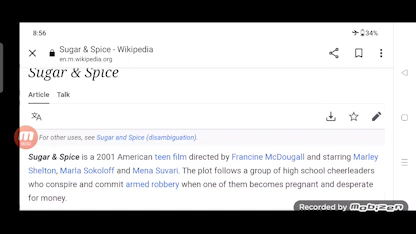 8:56
34%
Sugar & Spice - Wikipedia
en.m.wikipedia.org
Sugar & Spice
Article Talk
For other uses, see Sugar and Spice (disambiguation).
Sugar & Spice is a 2001 American teen film directed by Francine McDougall and starring Marley
Shelton, Marla Sokoloff and Mena Suvari. The plot follows a group of high school cheerleaders
who conspire and commit armed robbery when one of them becomes pregnant and desperate
for money.
Recorded by Mobizen